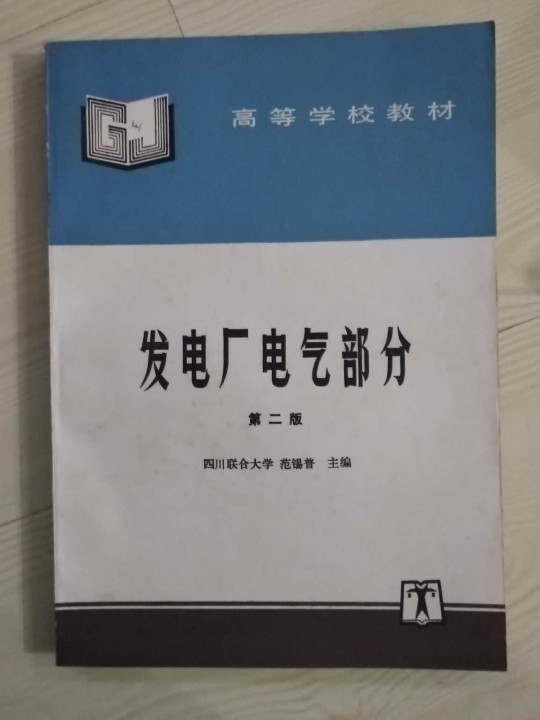 GJ
高等学校教材
发电厂电气部分
第二版
四川联合大学 范锡普 主编